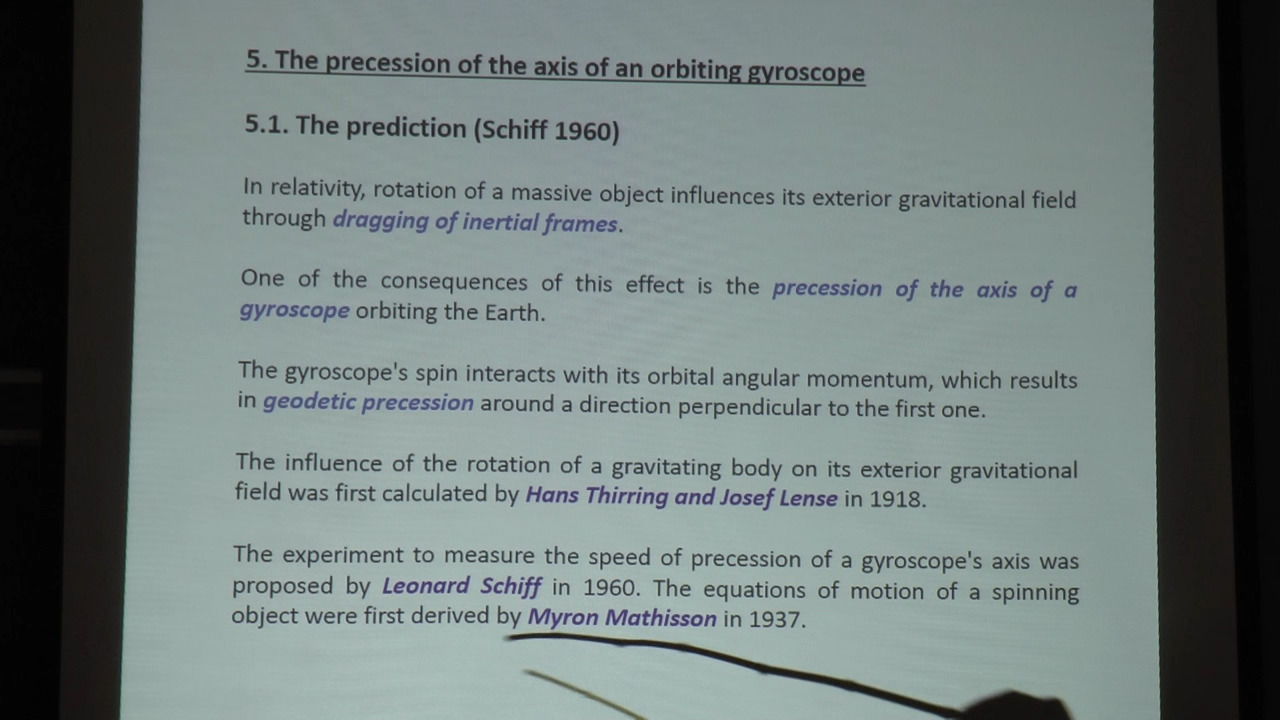 5. The precession of the axis of an orbiting gyroscope
5.1. The prediction (Schiff 1960)
In relativity, rotation of a massive object influences its exterior gravitational field
through dragging of inertial frames.
One of the consequences of this effect is the precession of the axis of a
gyroscope orbiting the Earth.
The gyroscope's spin interacts with its orbital angular momentum, which results
in geodetic precession around a direction perpendicular to the first one.
The influence of the rotation of a gravitating body on its exterior gravitational
field was first calculated by Hans Thirring and Josef Lense in 1918.
The experiment to measure the speed of precession of a gyroscope's axis was
proposed by Leonard Schiff in 1960. The equations of motion of a spinning
object were first derived by Myron Mathisson in 1937.